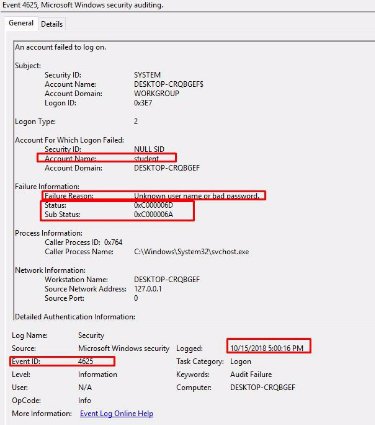 Event 4625, Microsoft Windows security auditing.
General Details
An account failed to log on.
Subject:
Security ID: SYSTEM
Account Name: DESKTOP-CRQBGEF$
Account Domain: WORKGROUP
Logon ID: 0x3E7
Logon Type: 2
Account For Which Logon Failed:
Security ID: NULL SID
Account Name: student
Account Domain: DESKTOP-CRQBGEF
Failure Information:
Failure Reason: Unknown user name or bad password.
Status: 0xC000006D
Sub Status: 0xC000006A
Process Information:
Caller Process ID: 0x764
Caller Process Name: C:\Windows\System32\svchost.exe
Network Information:
Workstation Name: DESKTOP-CRQBGEF
Source Network Address: 127.0.0.1
Source Port: 0
Detailed Authentication Information:
Log Name: Security
Source: Microsoft Windows security Logged: 10/15/2018 5:00:16 PM
Event ID: 4625 Task Category: Logon
Level: Information Keywords: Audit Failure
User: N/A Computer: DESKTOP-CRQBGEF
OpCode: Info
More Information: Event Log Online Help